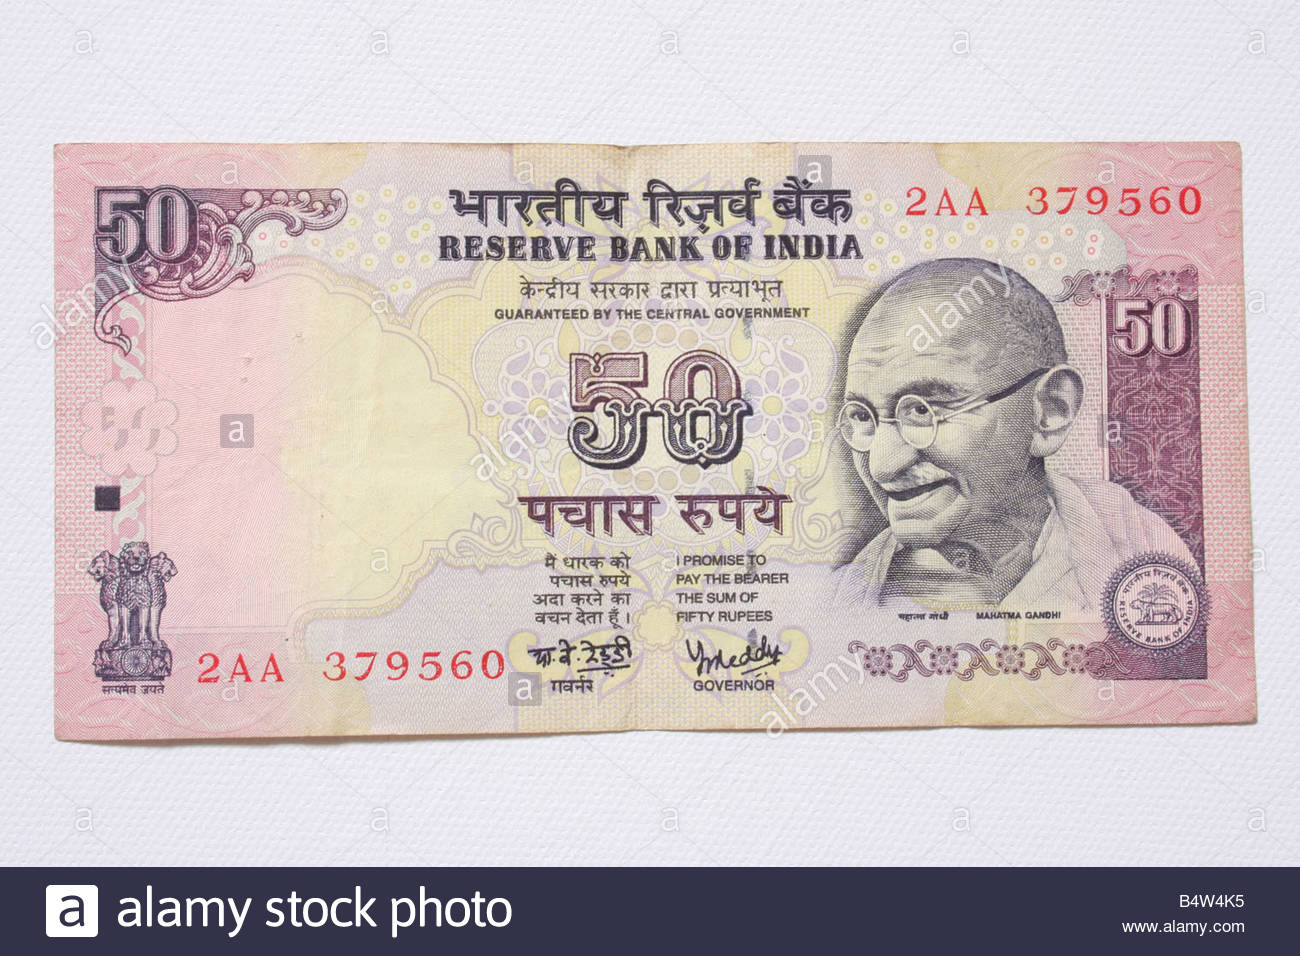 50
भारतीय रिज़र्व बैंक
RESERVE BANK OF INDIA
2AA 379560
केन्द्रीय सरकार द्वारा प्रत्याभूत
GUARANTEED BY THE CENTRAL GOVERNMENT
50
50
पचास रुपये
मैं धारक को
पचास रुपये
अदा करने का
वचन देता हूँ।
I PROMISE TO
PAY THE BEARER
THE SUM OF
FIFTY RUPEES
महात्मा गांधी MAHATMA GANDHI
भारतीय रिज़र्व बैंक
RESERVE BANK OF INDIA
सत्यमेव जयते
2AA 379560
गवर्नर
GOVERNOR
a alamy stock photo
B4W4K5
www.alamy.com